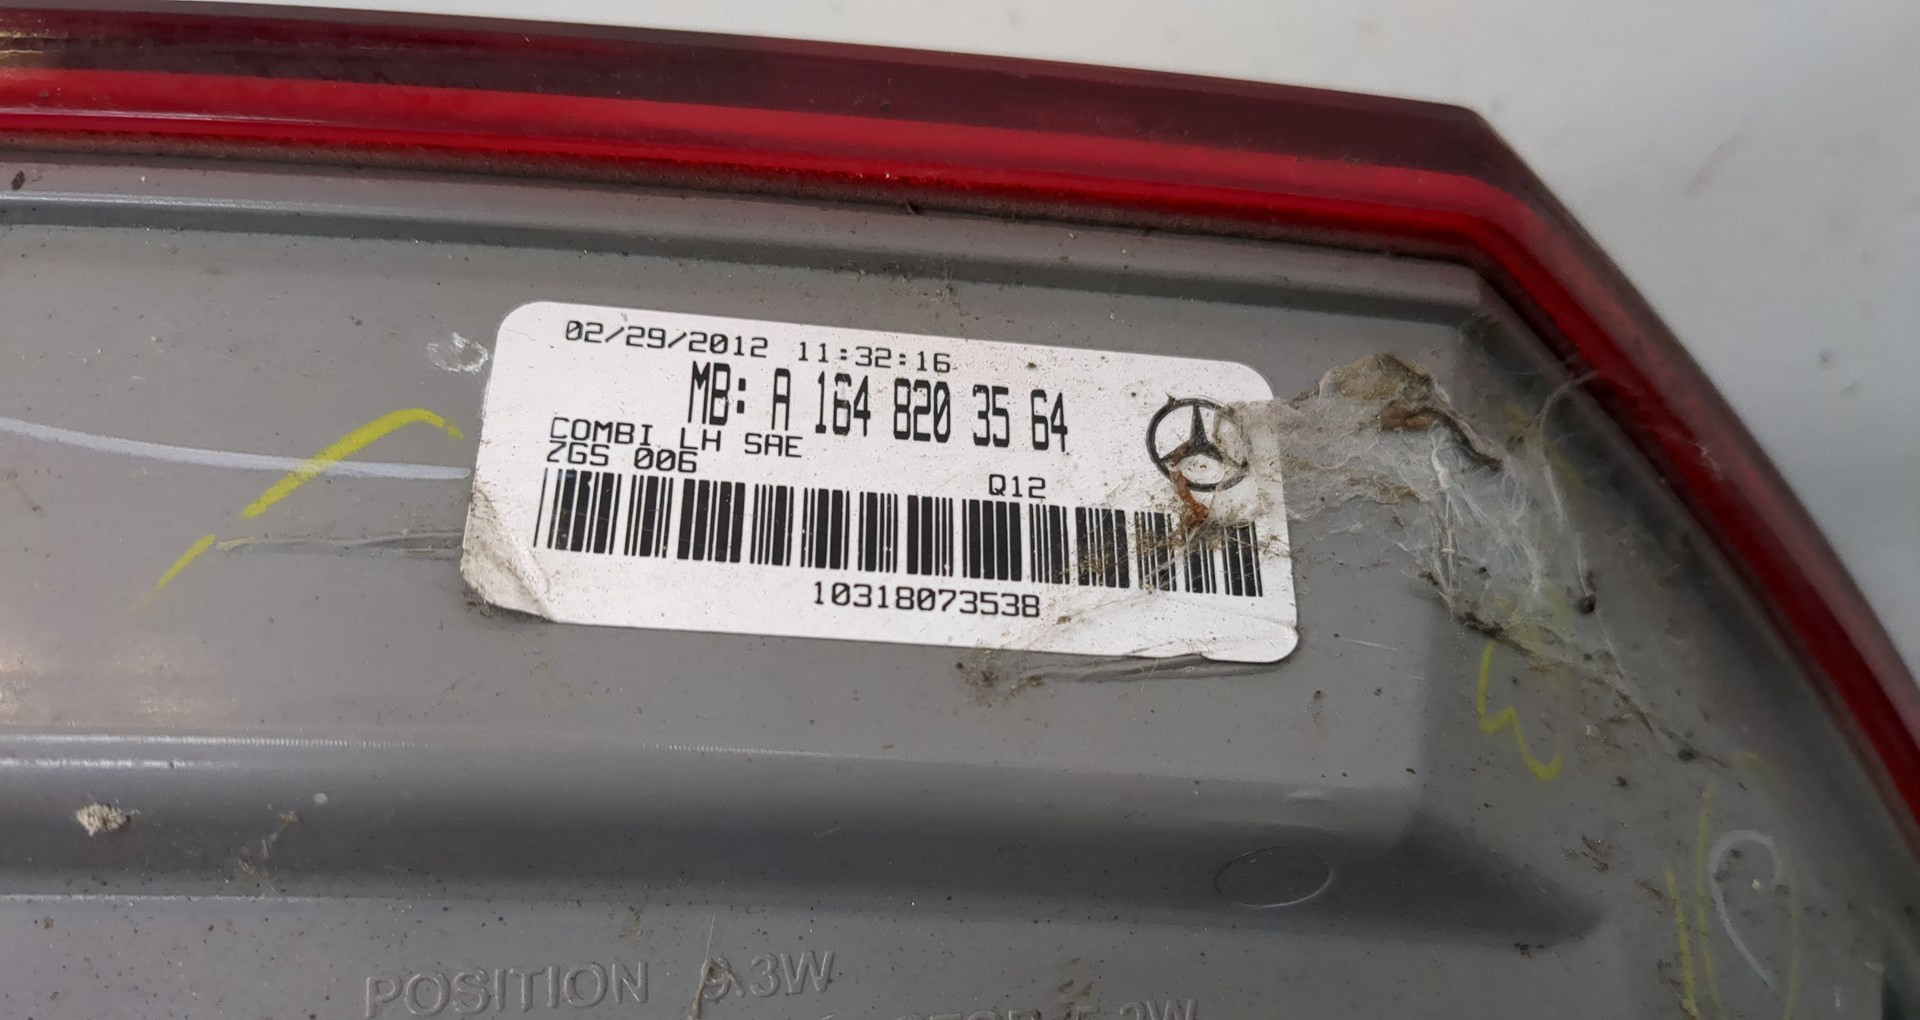 02/29/2012 11:32:16
MB: A 164 820 35 64
COMBI LH SAE
ZGS 006
Q12
10318073538
POSITION 3W